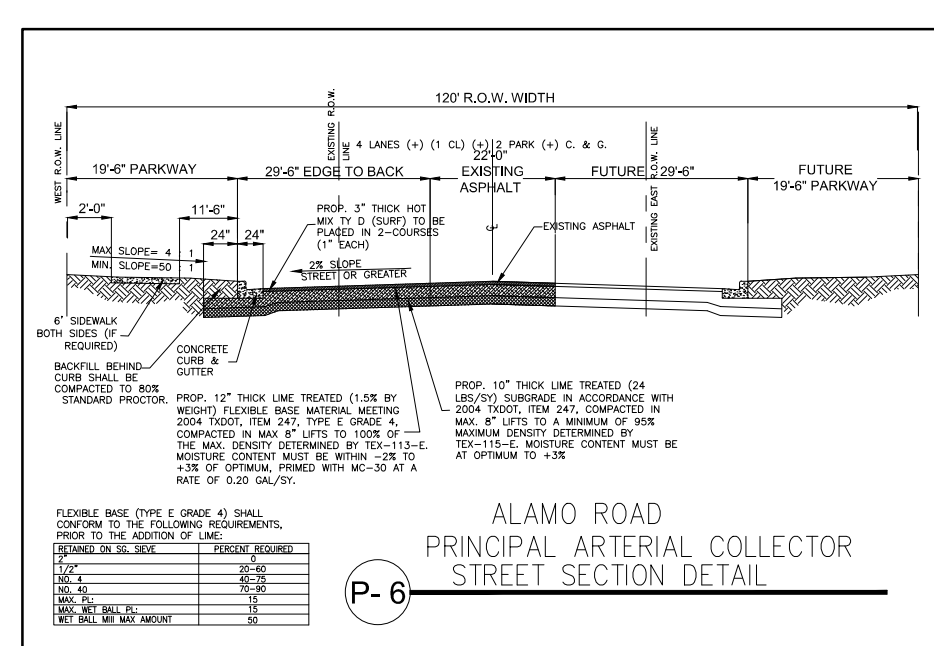 120' R.O.W. WIDTH
WEST R.O.W. LINE
EXISTING R.O.W.
LINE
4 LANES (+) (1 CL) (+) 2 PARK (+) C. & G.
19'-6" PARKWAY
29'-6" EDGE TO BACK
22'-0"
EXISTING
ASPHALT
FUTURE 29'-6"
EXISTING EAST R.O.W. LINE
FUTURE
19'-6" PARKWAY
2'-0"
11'-6"
24"
24"
PROP. 3" THICK HOT
MIX TY D (SURF) TO BE
PLACED IN 2-COURSES
(1" EACH)
EXISTING ASPHALT
MAX SLOPE= 4 : 1
MIN. SLOPE=50 : 1
2% SLOPE
STREET OR GREATER
6' SIDEWALK
BOTH SIDES (IF
REQUIRED)
CONCRETE
CURB &
GUTTER
BACKFILL BEHIND
CURB SHALL BE
COMPACTED TO 80%
STANDARD PROCTOR.
PROP. 12" THICK LIME TREATED (1.5% BY
WEIGHT) FLEXIBLE BASE MATERIAL MEETING
2004 TXDOT, ITEM 247, TYPE E GRADE 4,
COMPACTED IN MAX 8" LIFTS TO 100% OF
THE MAX. DENSITY DETERMINED BY TEX-113-E.
MOISTURE CONTENT MUST BE WITHIN -2% TO
+3% OF OPTIMUM, PRIMED WITH MC-30 AT A
RATE OF 0.20 GAL/SY.
PROP. 10" THICK LIME TREATED (24
LBS/SY) SUBGRADE IN ACCORDANCE WITH
2004 TXDOT, ITEM 247, COMPACTED IN
MAX. 8" LIFTS TO A MINIMUM OF 95%
MAXIMUM DENSITY DETERMINED BY
TEX-115-E. MOISTURE CONTENT MUST BE
AT OPTIMUM TO +3%
FLEXIBLE BASE (TYPE E GRADE 4) SHALL
CONFORM TO THE FOLLOWING REQUIREMENTS,
PRIOR TO THE ADDITION OF LIME:
RETAINED ON SG. SIEVE PERCENT REQUIRED
2" 0
1/2" 20-60
NO. 4 40-75
NO. 40 70-90
MAX. PL: 15
MAX. WET BALL PL: 15
WET BALL MIll MAX AMOUNT 50
P- 6
ALAMO ROAD
PRINCIPAL ARTERIAL COLLECTOR
STREET SECTION DETAIL